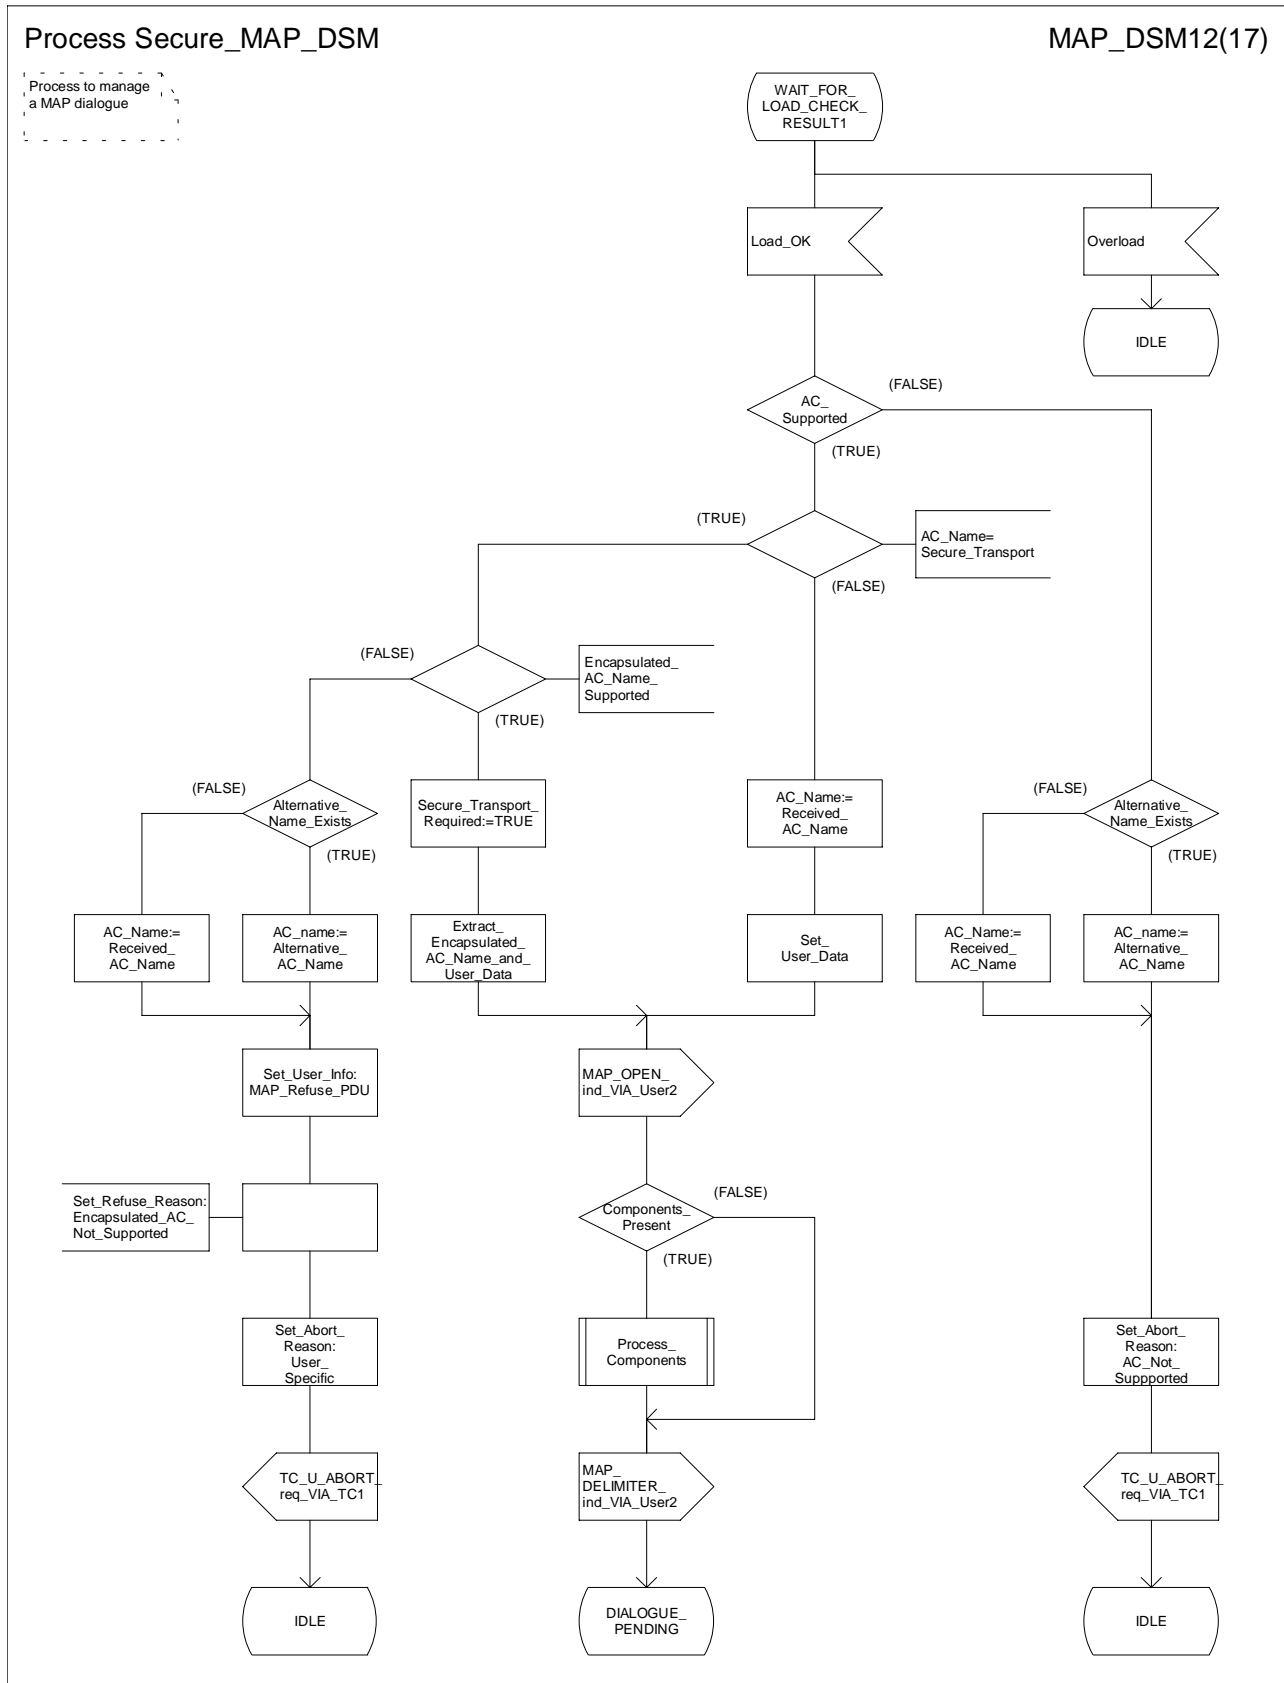 Process Secure_MAP_DSM
MAP_DSM12(17)
Process to manage
a MAP dialogue
WAIT_FOR_
LOAD_CHECK_
RESULT1
Load_OK
Overload
IDLE
AC_
Supported
(FALSE)
(TRUE)
(TRUE)
AC_Name=
Secure_Transport
(FALSE)
(FALSE)
Encapsulated_
AC_Name_
Supported
(TRUE)
(FALSE)
Alternative_
Name_Exists
(TRUE)
Secure_Transport_
Required:=TRUE
AC_Name:=
Received_
AC_Name
(FALSE)
Alternative_
Name_Exists
(TRUE)
AC_Name:=
Received_
AC_Name
AC_name:=
Alternative_
AC_Name
Extract_
Encapsulated_
AC_Name_and_
User_Data
Set_
User_Data
AC_Name:=
Received_
AC_Name
AC_name:=
Alternative_
AC_Name
Set_User_Info:
MAP_Refuse_PDU
MAP_OPEN_
ind_VIA_User2
Set_Refuse_Reason:
Encapsulated_AC_
Not_Supported
Components_
Present
(FALSE)
(TRUE)
Set_Abort_
Reason:
User_
Specific
Process_
Components
Set_Abort_
Reason:
AC_Not_
Suppported
TC_U_ABORT_
req_VIA_TC1
MAP_
DELIMITER_
ind_VIA_User2
TC_U_ABORT_
req_VIA_TC1
IDLE
DIALOGUE_
PENDING
IDLE